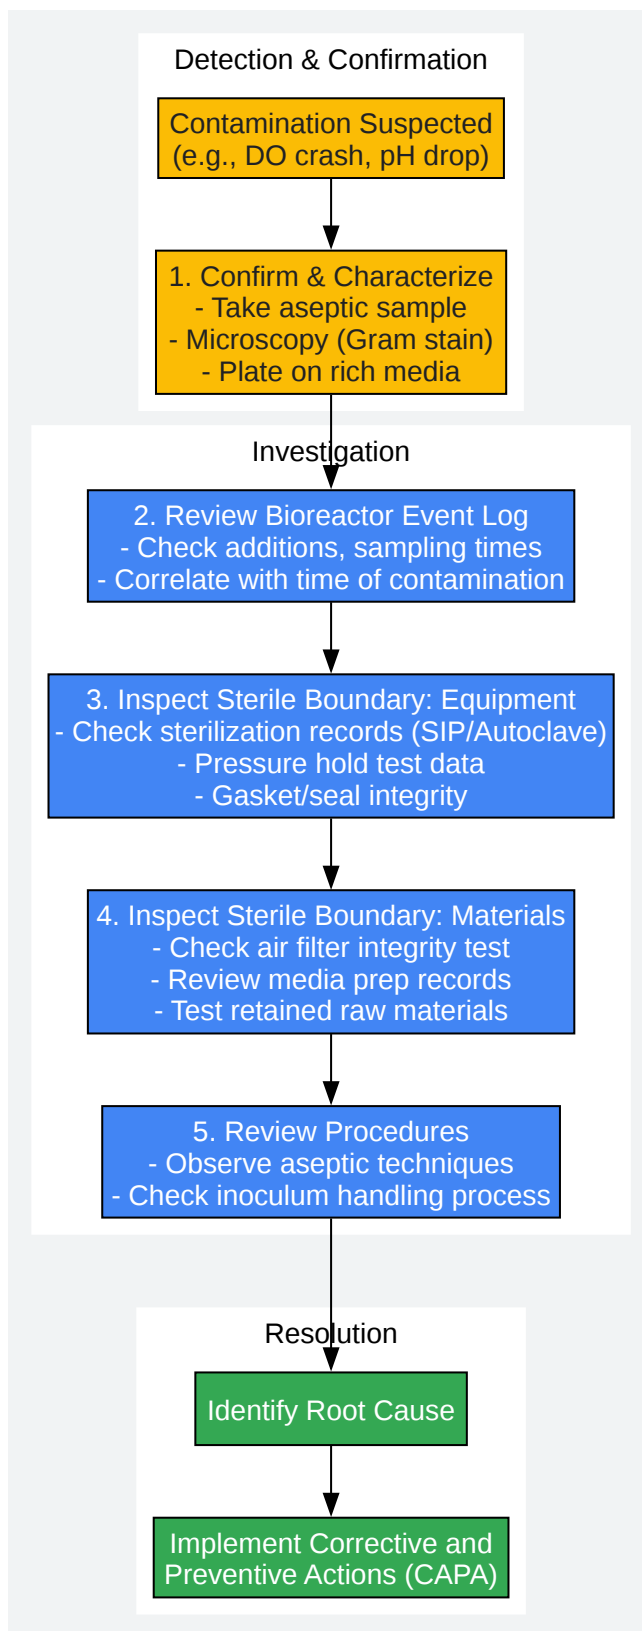 Detection & Confirmation
Contamination Suspected
(e.g., DO crash, pH drop)
1. Confirm & Characterize
- Take aseptic sample
- Microscopy (Gram stain)
- Plate on rich media
Investigation
2. Review Bioreactor Event Log
- Check additions, sampling times
- Correlate with time of contamination
3. Inspect Sterile Boundary: Equipment
- Check sterilization records (SIP/Autoclave)
- Pressure hold test data
- Gasket/seal integrity
4. Inspect Sterile Boundary: Materials
- Check air filter integrity test
- Review media prep records
- Test retained raw materials
5. Review Procedures
- Observe aseptic techniques
- Check inoculum handling process
Resolution
Identify Root Cause
Implement Corrective and
Preventive Actions (CAPA)